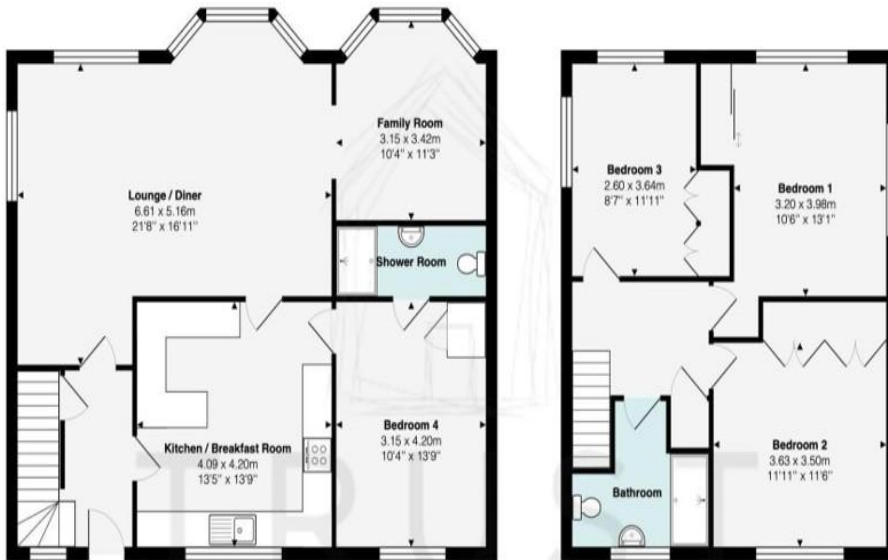 Family Room
3.15 x 3.42m
10'4" x 11'3"
Lounge / Diner
6.61 x 5.16m
21'8" x 16'11"
Shower Room
Kitchen / Breakfast Room
4.09 x 4.20m
13'5" x 13'9"
Bedroom 4
3.15 x 4.20m
10'4" x 13'9"
Bedroom 3
2.60 x 3.64m
8'7" x 11'11"
Bedroom 1
3.20 x 3.98m
10'6" x 13'1"
Bedroom 2
3.63 x 3.50m
11'11" x 11'6"
Bathroom
TRUST